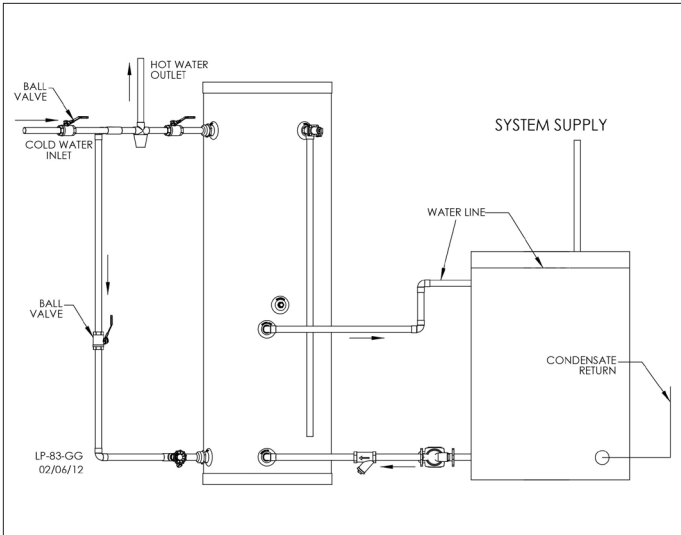 HOT WATER
OUTLET
BALL
VALVE
COLD WATER
INLET
SYSTEM SUPPLY
WATER LINE
BALL
VALVE
CONDENSATE
RETURN
LP-83-GG
02/06/12